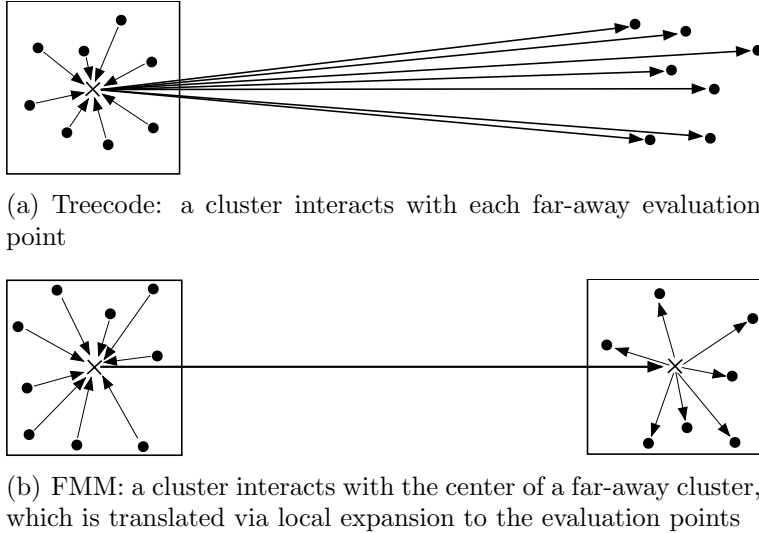 (a) Treecode: a cluster interacts with each far-away evaluation
point
(b) FMM: a cluster interacts with the center of a far-away cluster,
which is translated via local expansion to the evaluation points